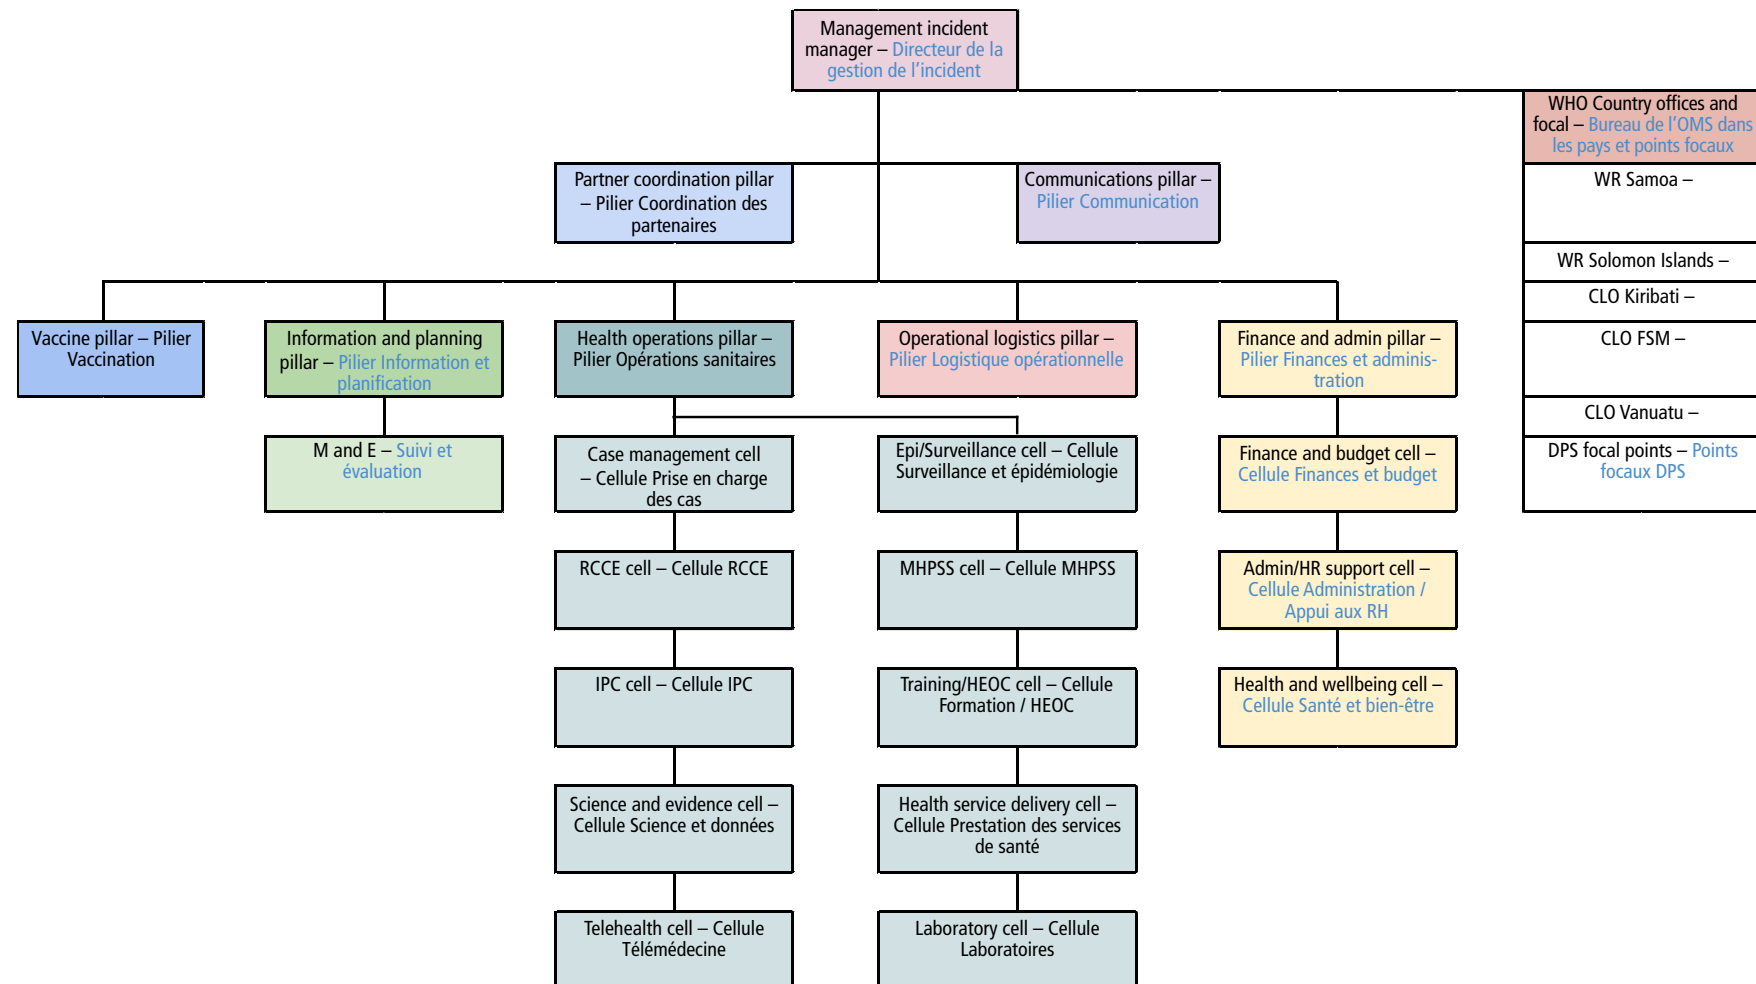 Management incident
manager – Directeur de la
gestion de l’incident
WHO Country offices and
focal – Bureau de l’OMS dans
les pays et points focaux
Partner coordination pillar
– Pilier Coordination des
partenaires
Communications pillar –
Pilier Communication
WR Samoa –
WR Solomon Islands –
CLO Kiribati –
CLO FSM –
CLO Vanuatu –
DPS focal points – Points
focaux DPS
Vaccine pillar – Pilier
Vaccination
Information and planning
pillar – Pilier Information et
planification
Health operations pillar –
Pilier Opérations sanitaires
Operational logistics pillar –
Pilier Logistique opérationnelle
Finance and admin pillar –
Pilier Finances et adminis-
tration
M and E – Suivi et
évaluation
Case management cell
– Cellule Prise en charge
des cas
Epi/Surveillance cell – Cellule
Surveillance et épidémiologie
Finance and budget cell –
Cellule Finances et budget
RCCE cell – Cellule RCCE
MHPSS cell – Cellule MHPSS
Admin/HR support cell –
Cellule Administration /
Appui aux RH
IPC cell – Cellule IPC
Training/HEOC cell – Cellule
Formation / HEOC
Health and wellbeing cell –
Cellule Santé et bien-être
Science and evidence cell –
Cellule Science et données
Health service delivery cell –
Cellule Prestation des services
de santé
Telehealth cell – Cellule
Télémédecine
Laboratory cell – Cellule
Laboratoires